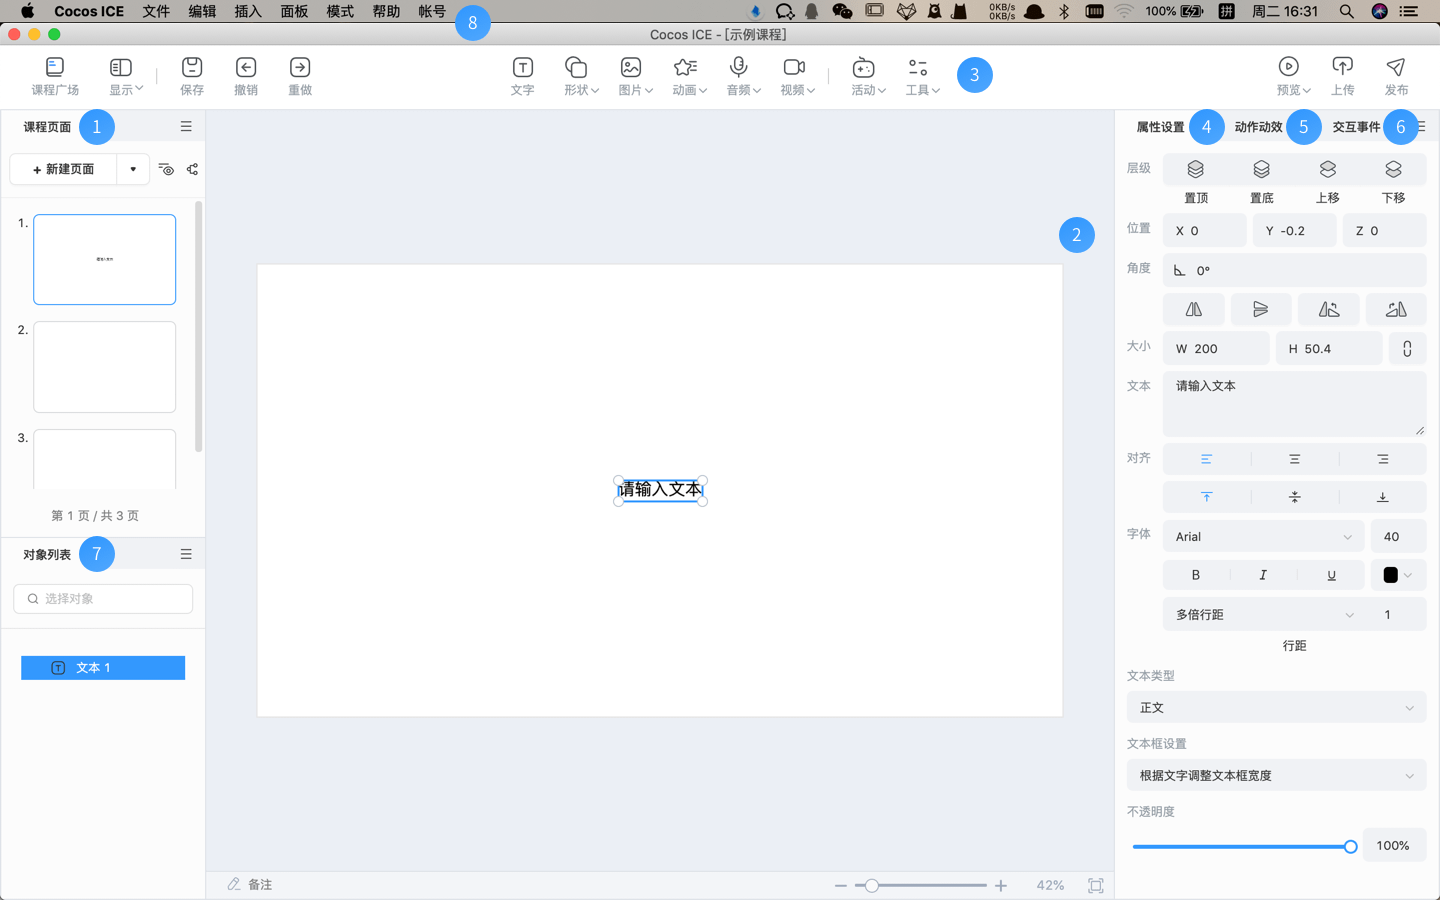 Cocos ICE 文件 编辑 插入 面板 模式 帮助 帐号 8 0KB/s 0KB/s 100% 拼 周二 16:31
Cocos ICE - [示例课程]
课程广场 显示 保存 撤销 重做 文字 形状 图片 动画 音频 视频 活动 工具 3 预览 上传 发布
课程页面 1
+ 新建页面
1.
请输入文本
2.
3.
第 1 页 / 共 3 页
对象列表 7
选择对象
文本 1
2
请输入文本
备注
42%
属性设置 4 动作动效 5 交互事件 6
层级
置顶 置底 上移 下移
位置 X 0 Y -0.2 Z 0
角度 0°
大小 W 200 H 50.4
文本 请输入文本
对齐
字体 Arial 40
B I U
多倍行距 1
行距
文本类型
正文
文本框设置
根据文字调整文本框宽度
不透明度
100%